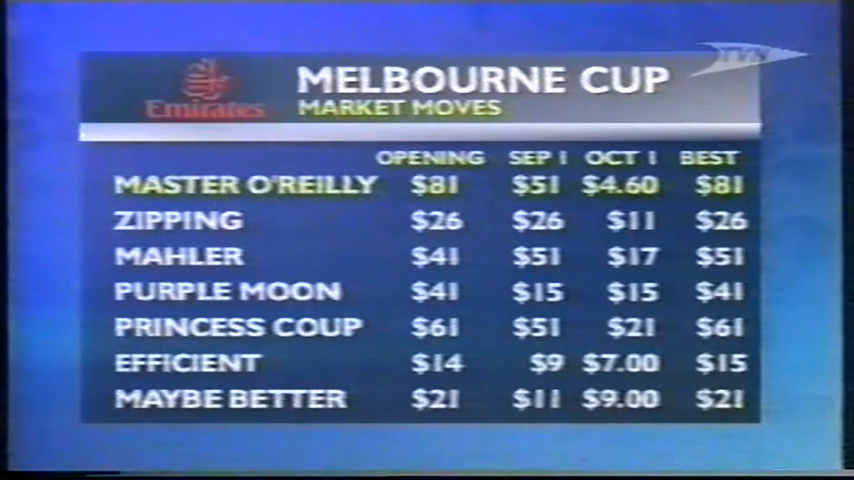 TVN
MELBOURNE CUP
Emirates
MARKET MOVES
OPENING SEP 1 OCT 1 BEST
MASTER O'REILLY $81 $51 $4.60 $81
ZIPPING $26 $26 $11 $26
MAHLER $41 $51 $17 $51
PURPLE MOON $41 $15 $15 $41
PRINCESS COUP $61 $51 $21 $61
EFFICIENT $14 $9 $7.00 $15
MAYBE BETTER $21 $11 $9.00 $21